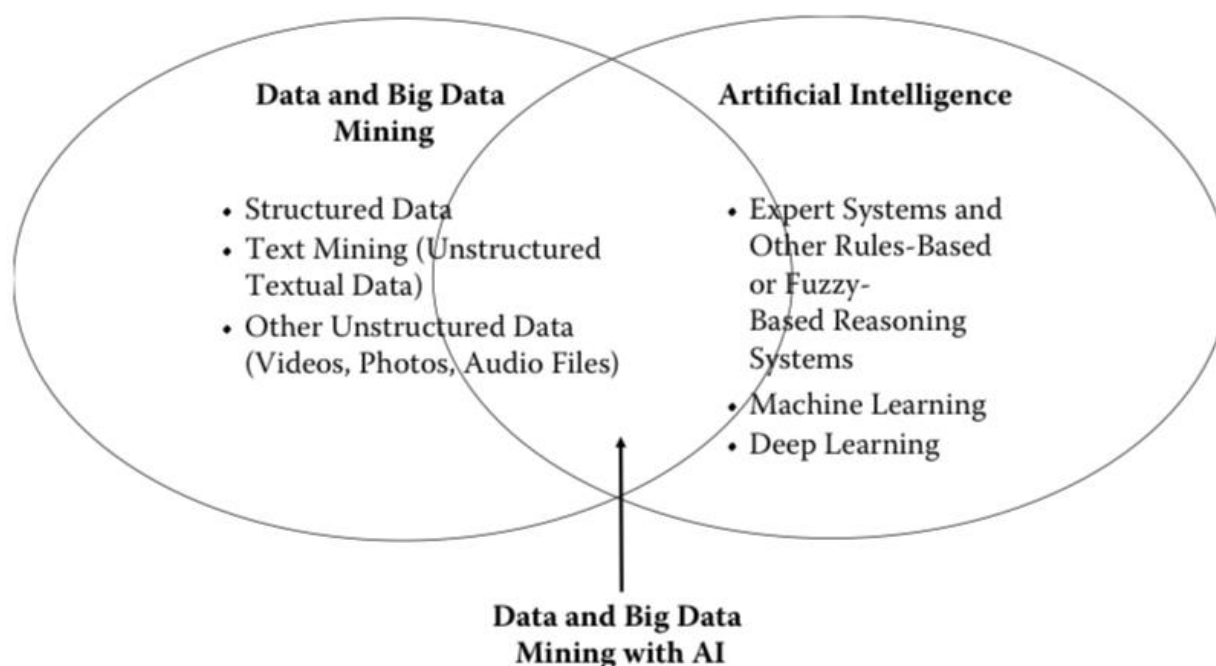 Data and Big Data
Mining
• Structured Data
• Text Mining (Unstructured
Textual Data)
• Other Unstructured Data
(Videos, Photos, Audio Files)
Artificial Intelligence
• Expert Systems and
Other Rules-Based
or Fuzzy-
Based Reasoning
Systems
• Machine Learning
• Deep Learning
Data and Big Data
Mining with AI